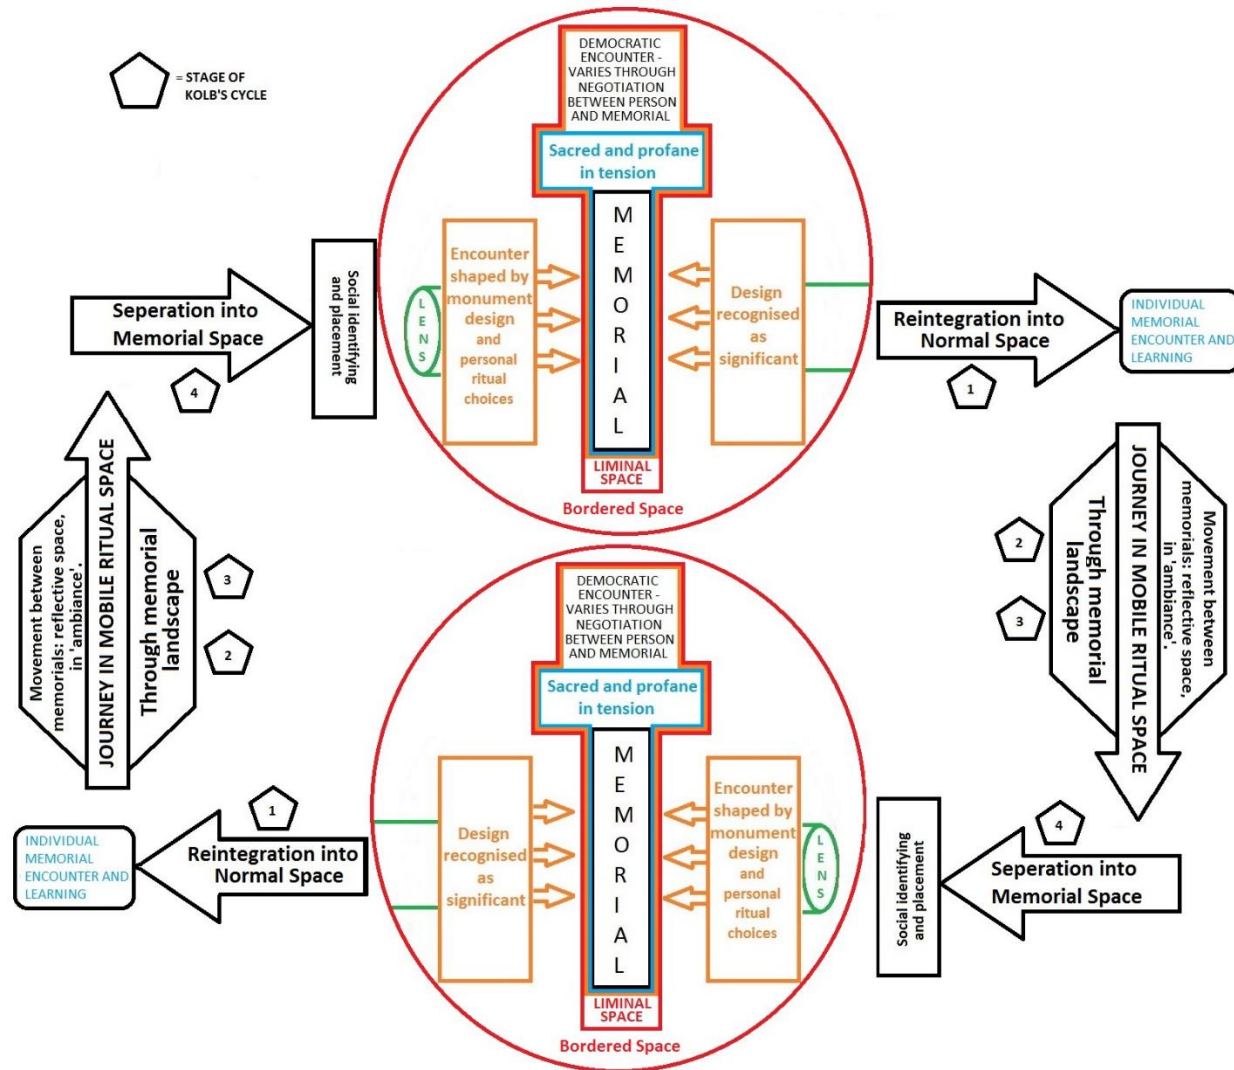 = STAGE OF
KOLB'S CYCLE
DEMOCRATIC
ENCOUNTER -
VARIES THROUGH
NEGOTIATION
BETWEEN PERSON
AND MEMORIAL
Sacred and profane
in tension
MEMORIAL
LIMINAL
SPACE
Bordered Space
Seperation into
Memorial Space
4
Social identifying
and placement
LENS
Encounter
shaped by
monument
design
and
personal
ritual
choices
Design
recognised
as
significant
Reintegration into
Normal Space
1
INDIVIDUAL
MEMORIAL
ENCOUNTER AND
LEARNING
Movement between
memorials: reflective space,
in 'ambiance'.
JOURNEY IN MOBILE RITUAL SPACE
Through memorial
landscape
2
3
Movement between
memorials: reflective space,
in 'ambiance'.
JOURNEY IN MOBILE RITUAL SPACE
Through memorial
landscape
3
2
DEMOCRATIC
ENCOUNTER -
VARIES THROUGH
NEGOTIATION
BETWEEN PERSON
AND MEMORIAL
Sacred and profane
in tension
MEMORIAL
LIMINAL
SPACE
Bordered Space
Seperation into
Memorial Space
4
Social identifying
and placement
LENS
Encounter
shaped by
monument
design
and
personal
ritual
choices
Design
recognised
as
significant
Reintegration into
Normal Space
1
INDIVIDUAL
MEMORIAL
ENCOUNTER AND
LEARNING